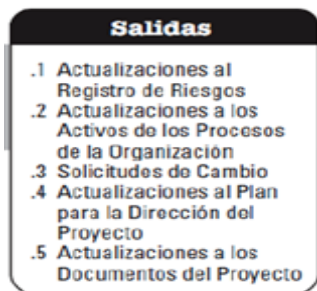 Salidas
.1 Actualizaciones al
Registro de Riesgos
.2 Actualizaciones a los
Activos de los Procesos
de la Organización
.3 Solicitudes de Cambio
.4 Actualizaciones al Plan
para la Dirección del
Proyecto
.5 Actualizaciones a los
Documentos del Proyecto